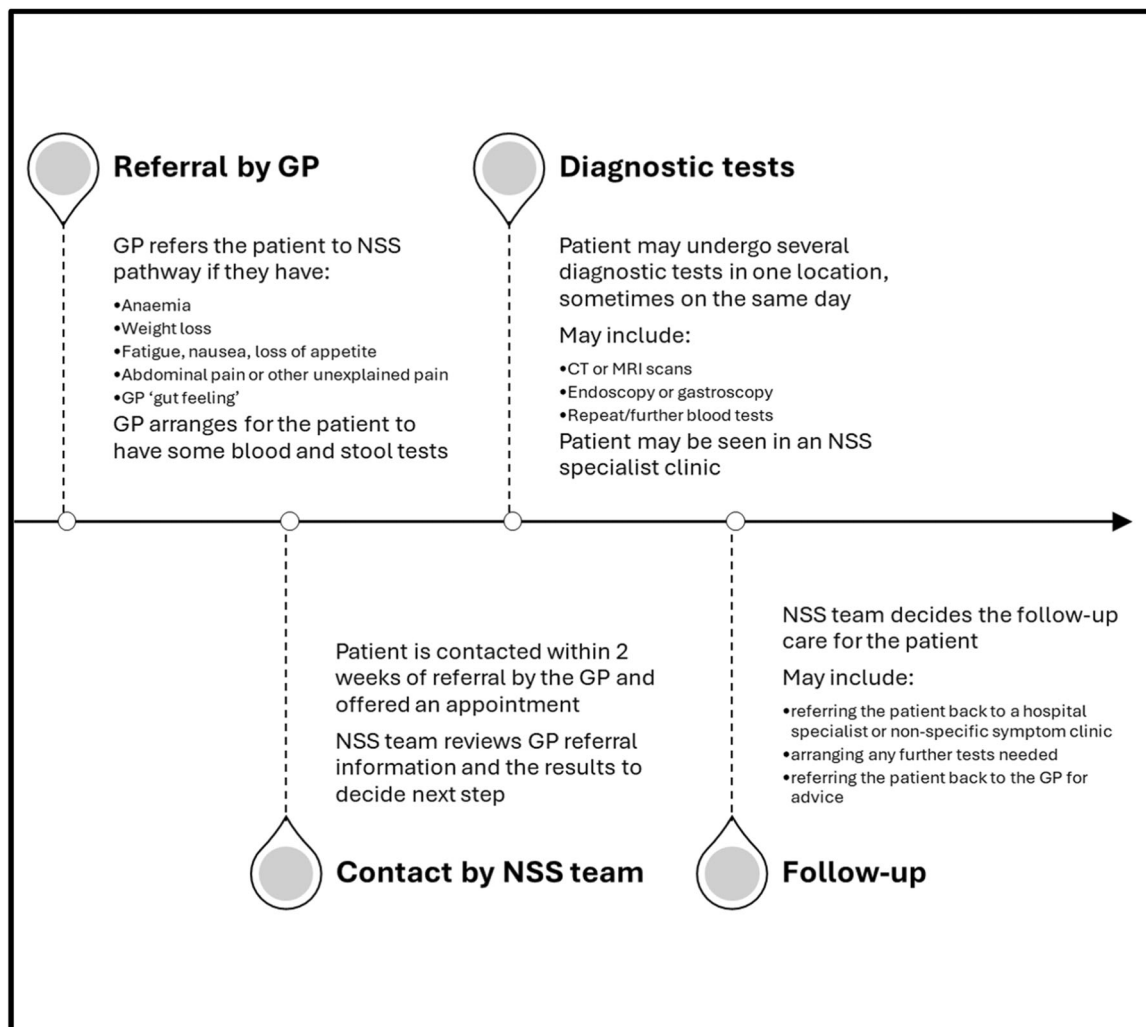 Referral by GP
GP refers the patient to NSS
pathway if they have:
•Anaemia
•Weight loss
•Fatigue, nausea, loss of appetite
•Abdominal pain or other unexplained pain
•GP ‘gut feeling’
GP arranges for the patient to
have some blood and stool tests
Patient is contacted within 2
weeks of referral by the GP and
offered an appointment
NSS team reviews GP referral
information and the results to
decide next step
Contact by NSS team
Diagnostic tests
Patient may undergo several
diagnostic tests in one location,
sometimes on the same day
May include:
•CT or MRI scans
•Endoscopy or gastroscopy
•Repeat/further blood tests
Patient may be seen in an NSS
specialist clinic
NSS team decides the follow-up
care for the patient
May include:
•referring the patient back to a hospital
specialist or non-specific symptom clinic
•arranging any further tests needed
•referring the patient back to the GP for
advice
Follow-up